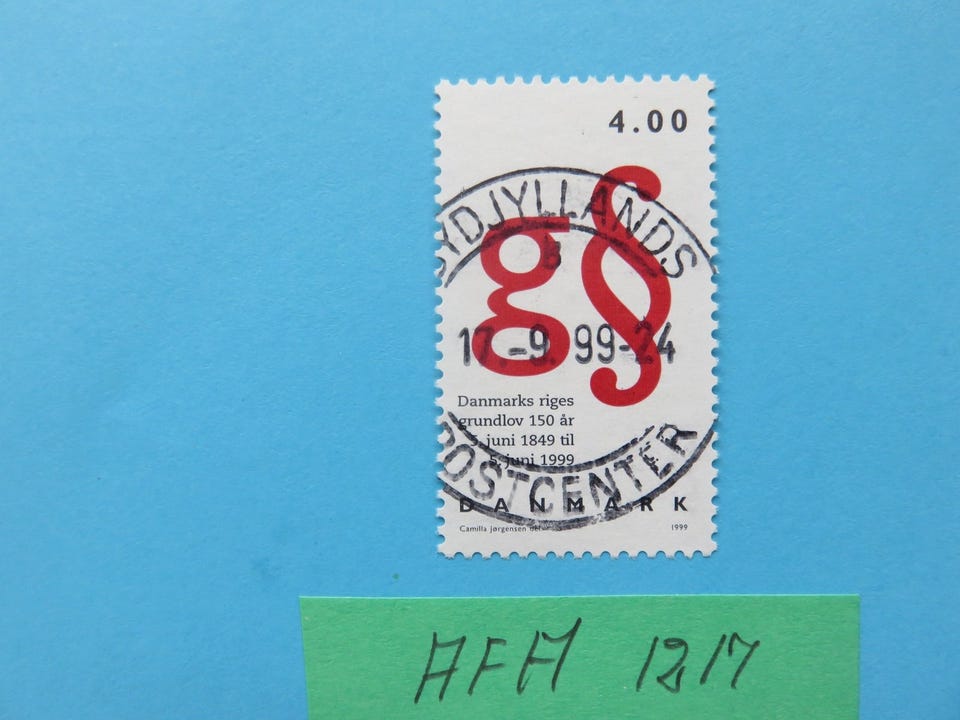 4.00
SYDJYLLANDS
B
g§
17.-9.99-24
Danmarks riges
grundlov 150 år
5. juni 1849 til
5. juni 1999
POSTCENTER
DANMARK
Camilla Jørgensen del. 1999
AFA 1217